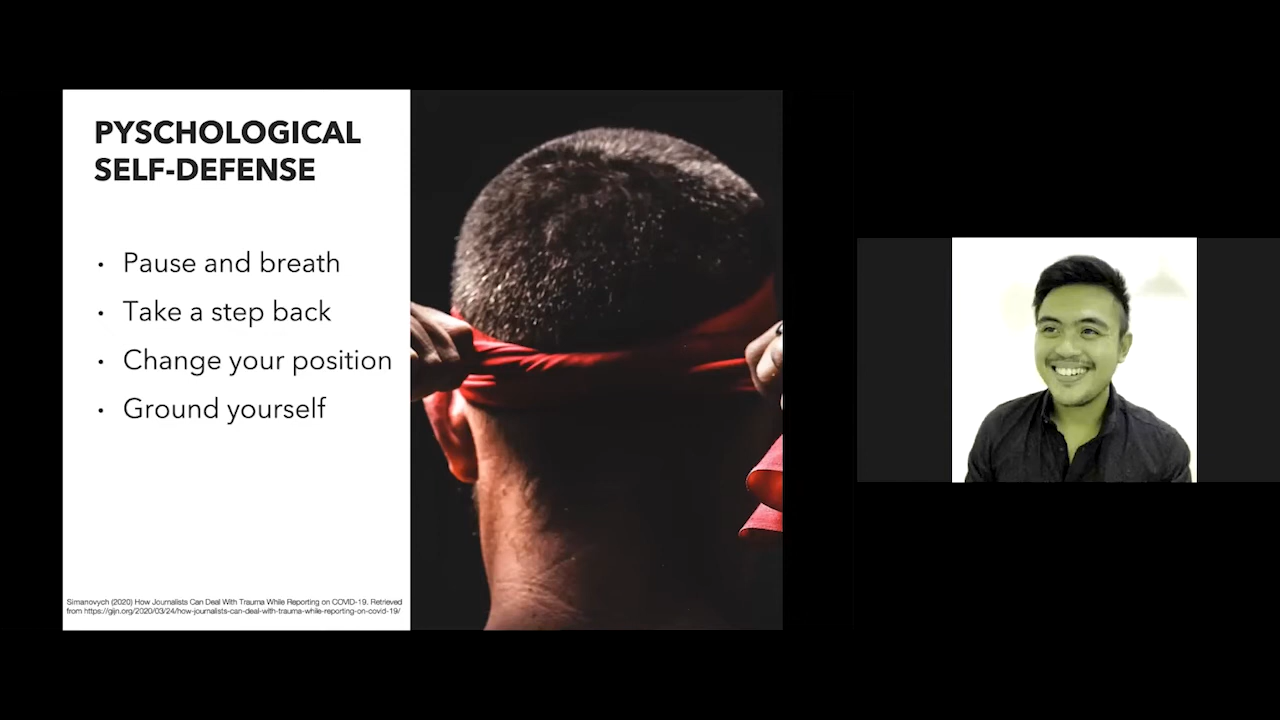 PYSCHOLOGICAL
SELF-DEFENSE
• Pause and breath
• Take a step back
• Change your position
• Ground yourself
Simanovych (2020) How Journalists Can Deal With Trauma While Reporting on COVID-19. Retrieved
from https://gijn.org/2020/03/24/how-journalists-can-deal-with-trauma-while-reporting-on-covid-19/